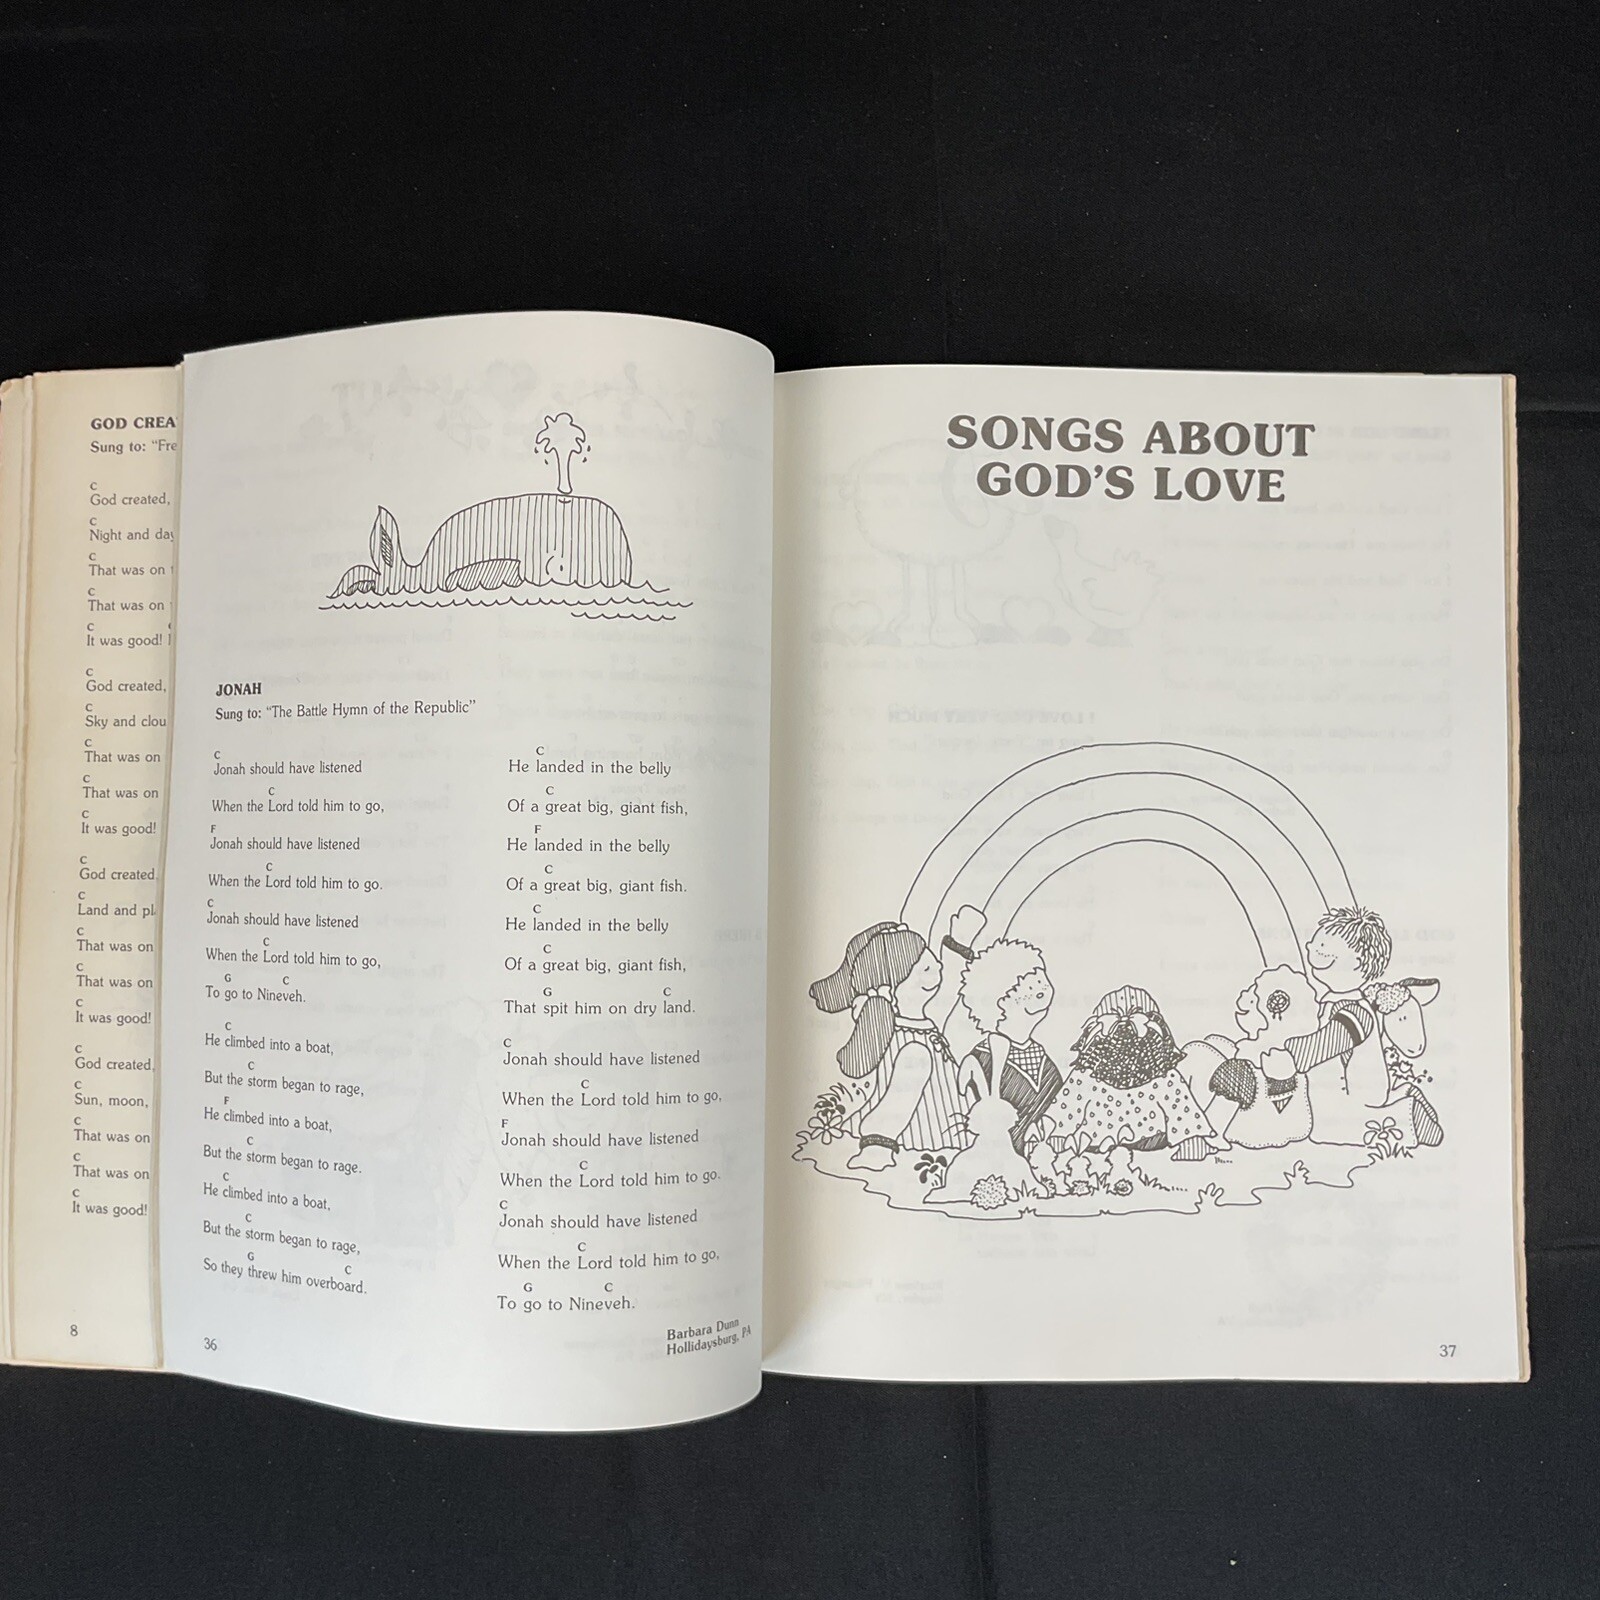 GOD CREA
Sung to: "Fre
C
God created,
C
Night and day
C
That was on
C
That was on
C
It was good!
C
God created,
C
Sky and clou
C
That was on
C
That was on
C
It was good!
C
God created,
C
Land and pl
C
That was on
C
That was on
C
It was good!
C
God created,
C
Sun, moon,
C
That was on
C
That was on
C
It was good!
8
JONAH
Sung to: "The Battle Hymn of the Republic"
C
Jonah should have listened
C
When the Lord told him to go,
F
Jonah should have listened
C
When the Lord told him to go.
C
Jonah should have listened
C
When the Lord told him to go,
G C
To go to Nineveh.
C
He climbed into a boat,
C
But the storm began to rage,
F
He climbed into a boat,
C
But the storm began to rage.
C
He climbed into a boat,
C
But the storm began to rage,
G C
So they threw him overboard.
C
He landed in the belly
C
Of a great big, giant fish,
F
He landed in the belly
C
Of a great big, giant fish.
C
He landed in the belly
C
Of a great big, giant fish,
G C
That spit him on dry land.
C
Jonah should have listened
C
When the Lord told him to go,
F
Jonah should have listened
C
When the Lord told him to go.
C
Jonah should have listened
C
When the Lord told him to go,
G C
To go to Nineveh.
Barbara Dunn
Hollidaysburg, PA
36
SONGS ABOUT
GOD'S LOVE
37